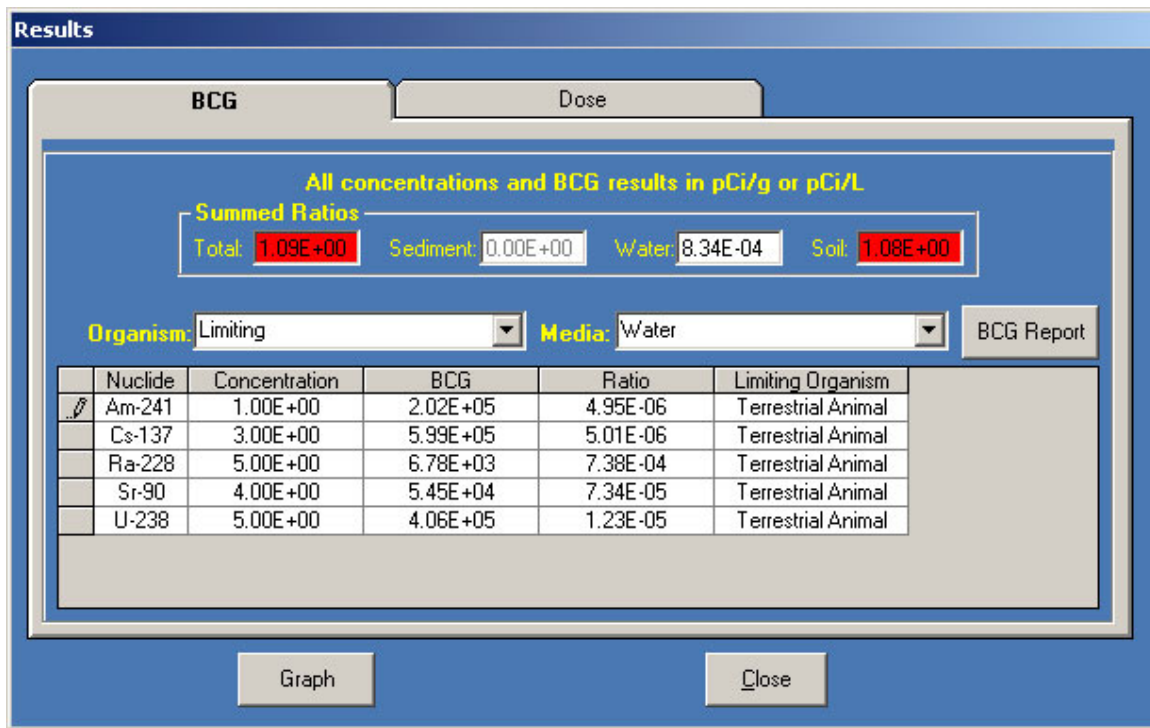 Results
BCG Dose
All concentrations and BCG results in pCi/g or pCi/L
Summed Ratios
Total: 1.09E+00 Sediment: 0.00E+00 Water: 8.34E-04 Soil: 1.08E+00
Organism: Limiting Media: Water BCG Report
Nuclide Concentration BCG Ratio Limiting Organism
Am-241 1.00E+00 2.02E+05 4.95E-06 Terrestrial Animal
Cs-137 3.00E+00 5.99E+05 5.01E-06 Terrestrial Animal
Ra-228 5.00E+00 6.78E+03 7.38E-04 Terrestrial Animal
Sr-90 4.00E+00 5.45E+04 7.34E-05 Terrestrial Animal
U-238 5.00E+00 4.06E+05 1.23E-05 Terrestrial Animal
Graph Close